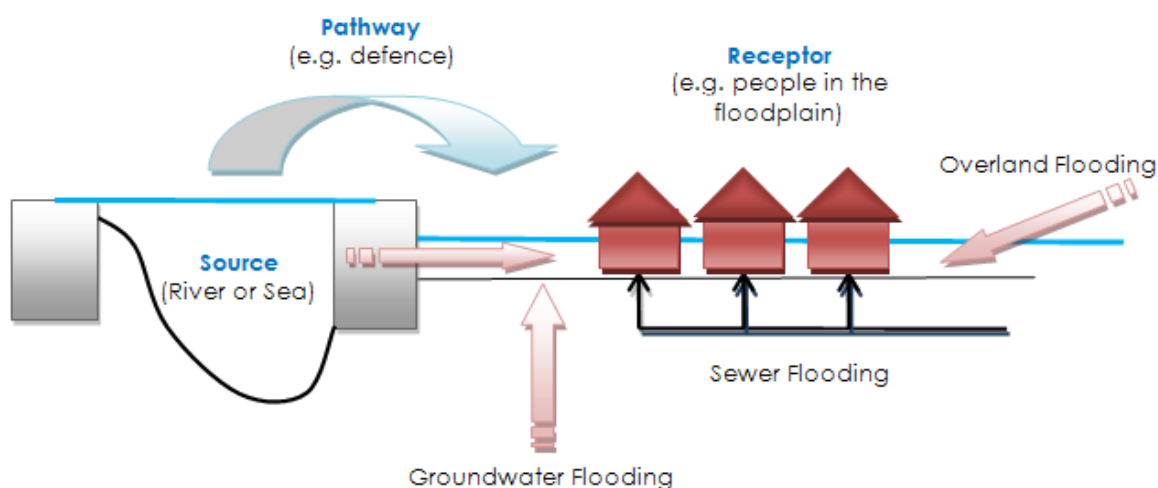 Pathway
(e.g. defence)
Receptor
(e.g. people in the
floodplain)
Overland Flooding
Source
(River or Sea)
Sewer Flooding
Groundwater Flooding